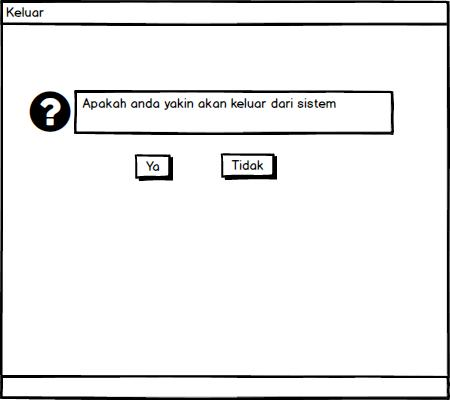 Keluar
?
Apakah anda yakin akan keluar dari sistem
Ya
Tidak